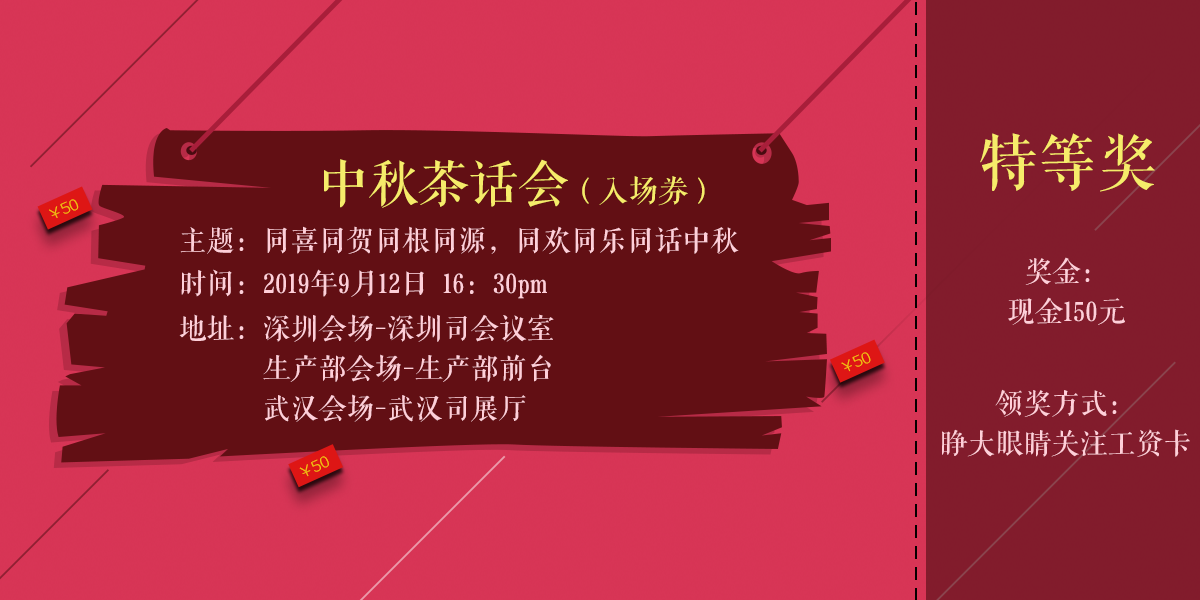 中秋茶话会（入场券）
主题：同喜同贺同根同源，同欢同乐同话中秋
时间：2019年9月12日 16：30pm
地址：深圳会场-深圳司会议室
生产部会场-生产部前台
武汉会场-武汉司展厅
¥50
¥50
¥50
特等奖
奖金：
现金150元
领奖方式：
睁大眼睛关注工资卡